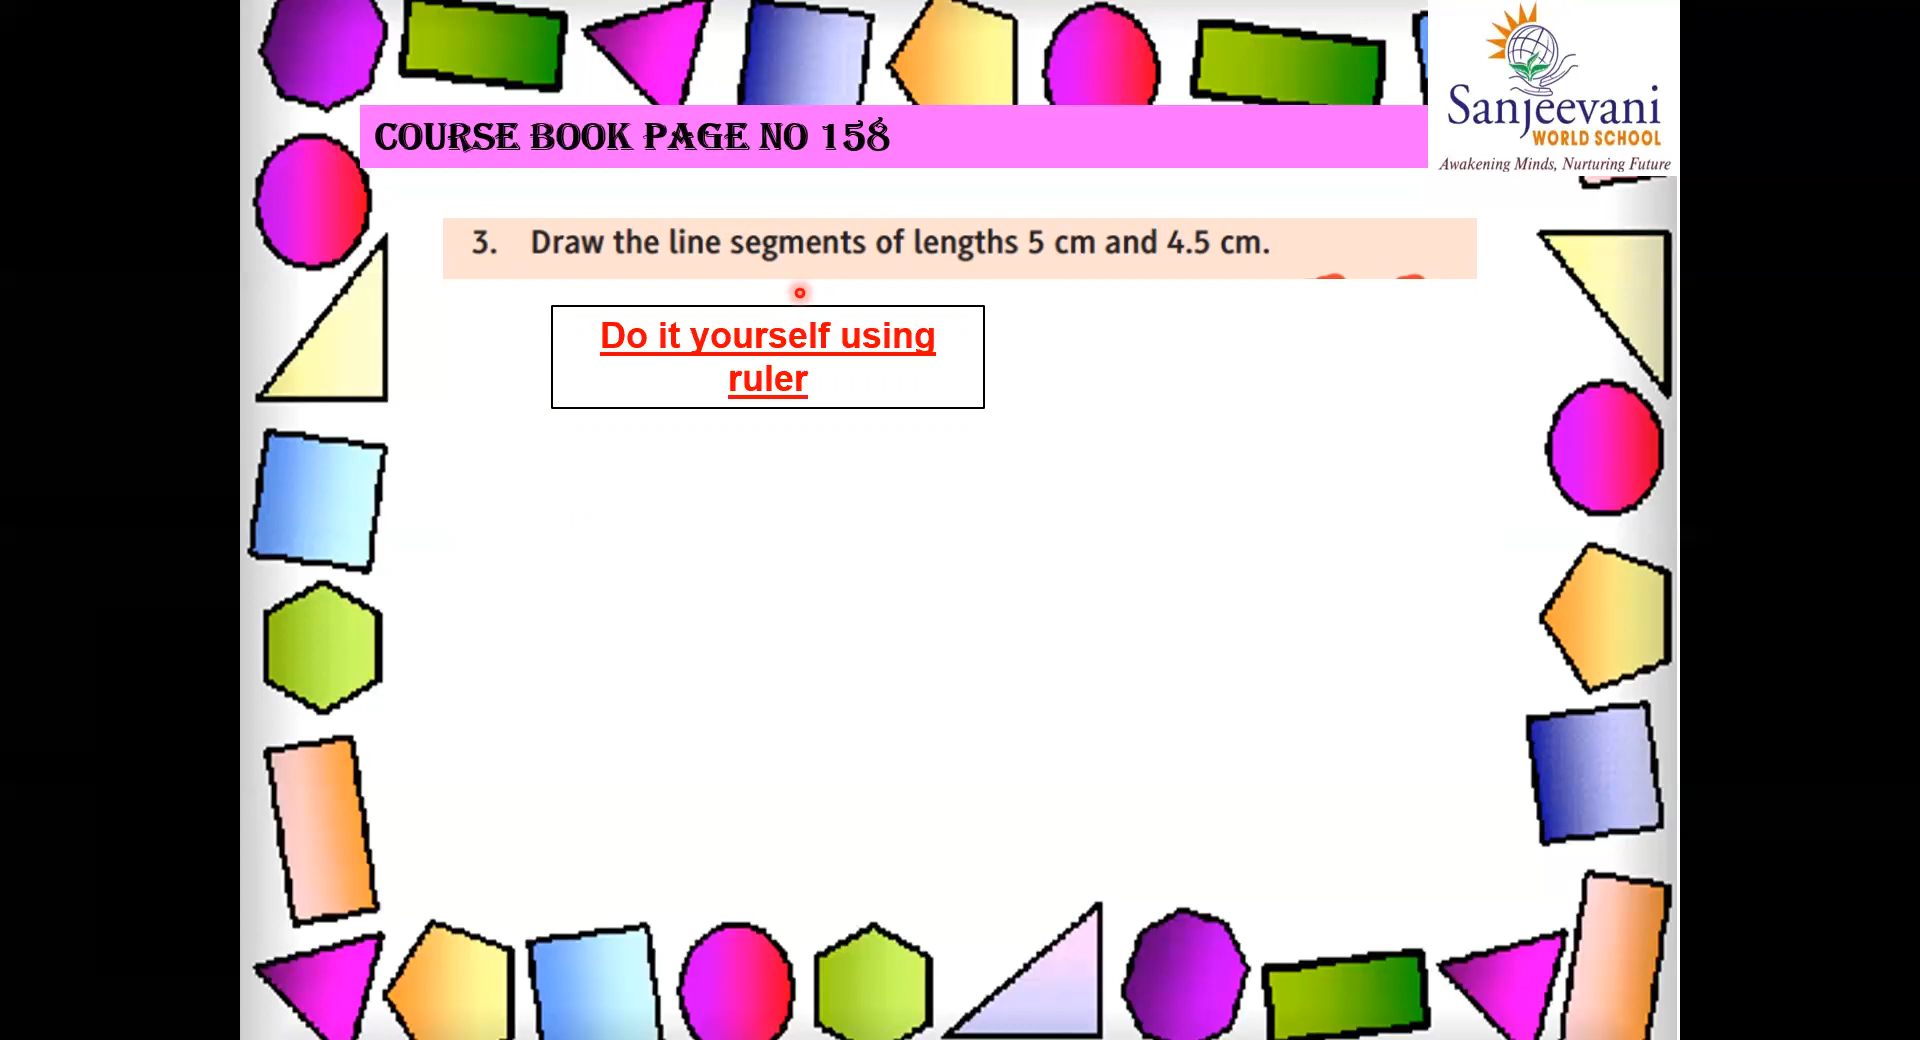 Sanjeevani
WORLD SCHOOL
Awakening Minds, Nurturing Future
COURSE BOOK PAGE NO 158
3. Draw the line segments of lengths 5 cm and 4.5 cm.
Do it yourself using
ruler